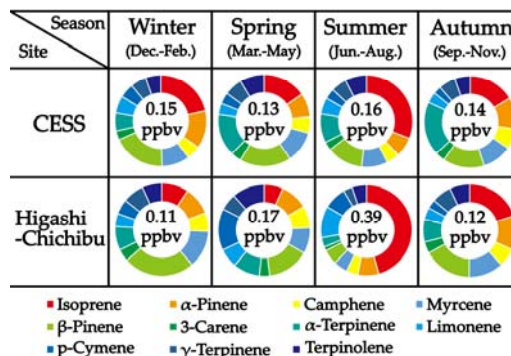 Season
Site
Winter
(Dec.-Feb.)
Spring
(Mar.-May)
Summer
(Jun.-Aug.)
Autumn
(Sep.-Nov.)
CESS
0.15
ppbv
0.13
ppbv
0.16
ppbv
0.14
ppbv
Higashi
-Chichibu
0.11
ppbv
0.17
ppbv
0.39
ppbv
0.12
ppbv
Isoprene
α-Pinene
Camphene
Myrcene
β-Pinene
3-Carene
α-Terpinene
Limonene
p-Cymene
γ-Terpinene
Terpinolene